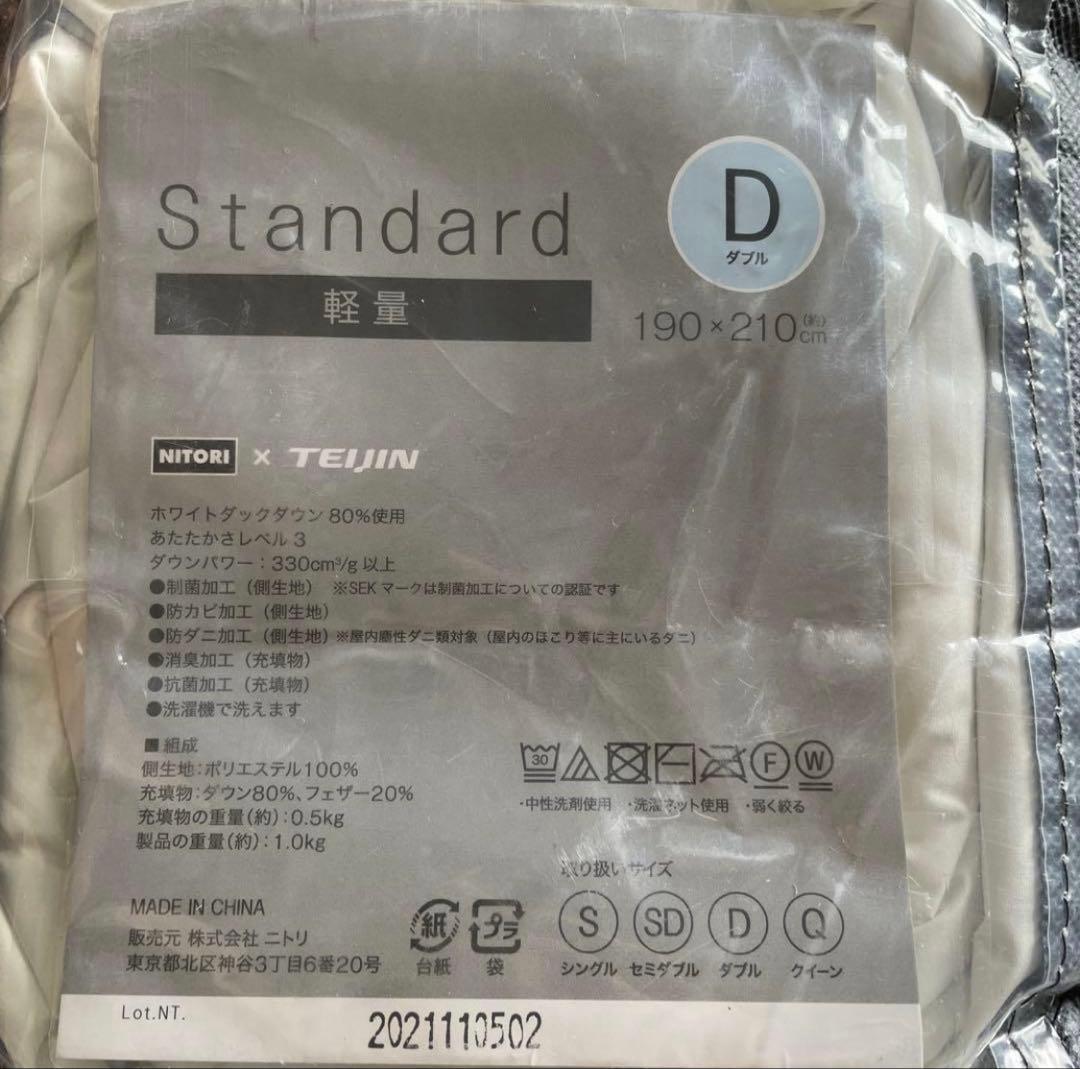 Standard
軽量
D
ダブル
190×210cm(約)
NITORI × TEIJIN
ホワイトダックダウン 80%使用
あたたかさレベル 3
ダウンパワー：330cm³/g 以上
●制菌加工（側生地） ※SEK マークは制菌加工についての認証です
●防カビ加工（側生地）
●防ダニ加工（側生地）※屋内塵性ダニ類対象（屋内のほこり等に主にいるダニ）
●消臭加工（充填物）
●抗菌加工（充填物）
●洗濯機で洗えます
■組成
側生地：ポリエステル100%
充填物：ダウン80%、フェザー20%
充填物の重量(約)：0.5kg
製品の重量(約)：1.0kg
30 F W
・中性洗剤使用 ・洗濯ネット使用 ・弱く絞る
取り扱いサイズ
S SD D Q
シングル セミダブル ダブル クイーン
MADE IN CHINA
販売元 株式会社 ニトリ
東京都北区神谷3丁目6番20号
紙 プラ
台紙 袋
Lot.NT.
2021110502